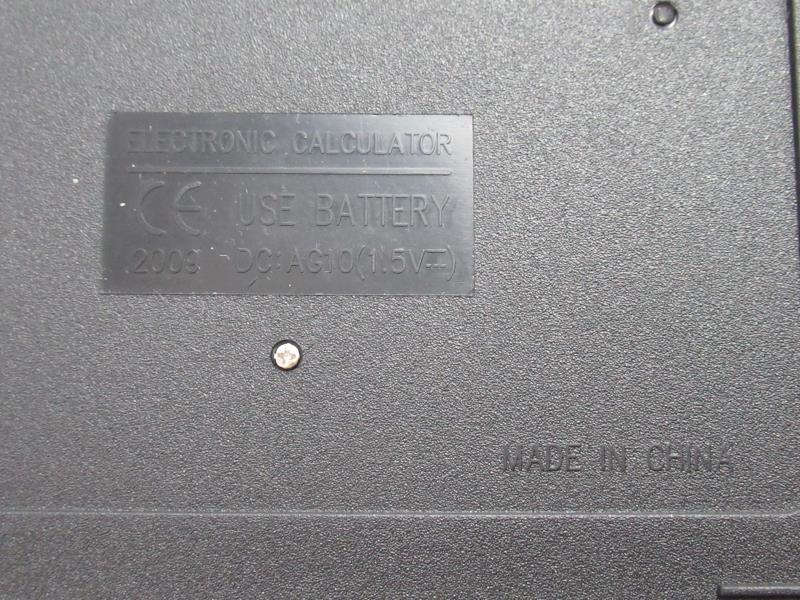 ELECTRONIC CALCULATOR
CE USE BATTERY
2009 DC:AG10(1.5V⎓)
MADE IN CHINA